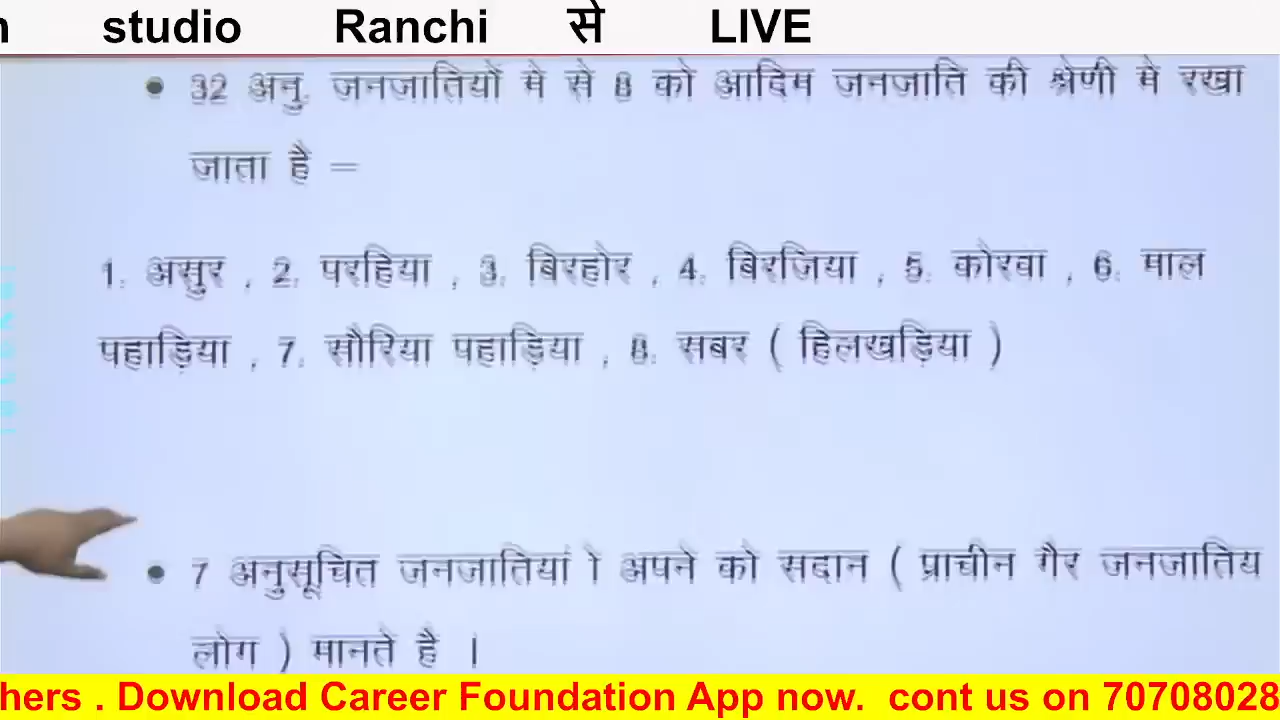 studio Ranchi से LIVE
• 32 अनु. जनजातियों मे से 8 को आदिम जनजाति की श्रेणी मे रखा
जाता है =
1. असुर , 2. परहिया , 3. बिरहोर , 4. बिरजिया , 5. कोरवा , 6. माल
पहाड़िया , 7. सौरिया पहाड़िया , 8. सबर ( हिलखड़िया )
• 7 अनुसूचित जनजातियां ो अपने को सदान ( प्राचीन गैर जनजातिय
लोग ) मानते है ।
hers . Download Career Foundation App now. cont us on 70708028